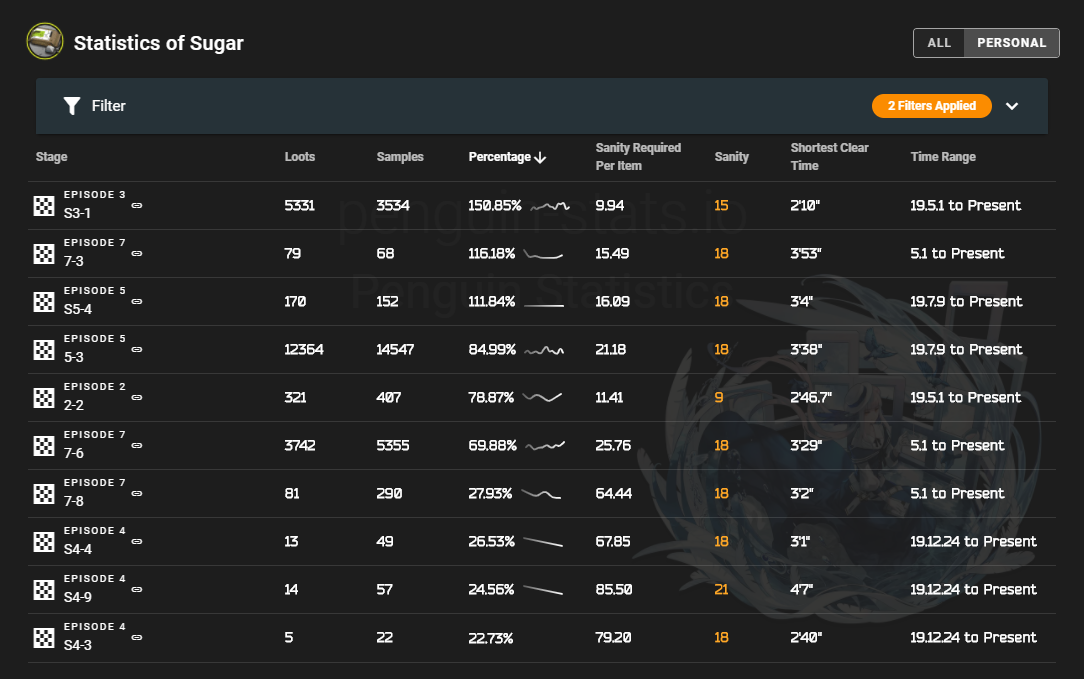 Statistics of Sugar
ALL PERSONAL
Filter
2 Filters Applied
Stage Loots Samples Percentage Sanity Required Per Item Sanity Shortest Clear Time Time Range
penguin-stats.io
Penguin Statistics
EPISODE 3
S3-1 5331 3534 150.85% 9.94 15 2'10" 19.5.1 to Present
EPISODE 7
7-3 79 68 116.18% 15.49 18 3'53" 5.1 to Present
EPISODE 5
S5-4 170 152 111.84% 16.09 18 3'4" 19.7.9 to Present
EPISODE 5
5-3 12364 14547 84.99% 21.18 18 3'38" 19.7.9 to Present
EPISODE 2
2-2 321 407 78.87% 11.41 9 2'46.7" 19.5.1 to Present
EPISODE 7
7-6 3742 5355 69.88% 25.76 18 3'29" 5.1 to Present
EPISODE 7
7-8 81 290 27.93% 64.44 18 3'2" 5.1 to Present
EPISODE 4
S4-4 13 49 26.53% 67.85 18 3'1" 19.12.24 to Present
EPISODE 4
S4-9 14 57 24.56% 85.50 21 4'7" 19.12.24 to Present
EPISODE 4
S4-3 5 22 22.73% 79.20 18 2'40" 19.12.24 to Present